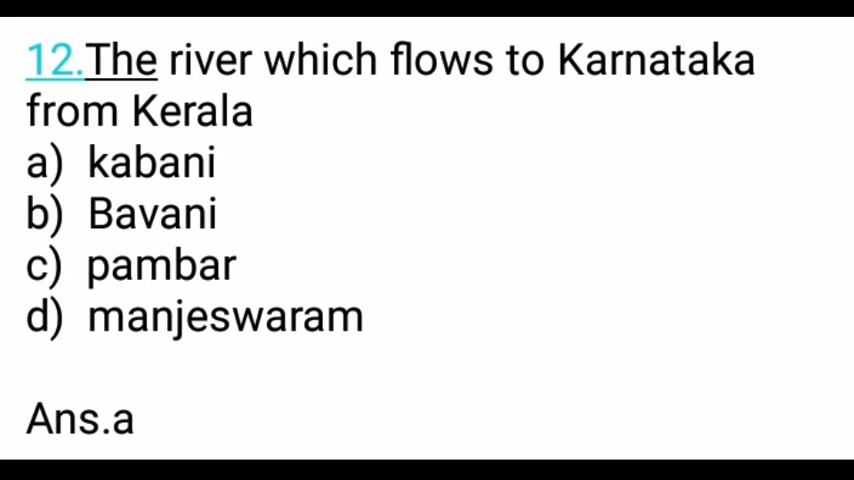 12.The river which flows to Karnataka
from Kerala
a) kabani
b) Bavani
c) pambar
d) manjeswaram
Ans.a